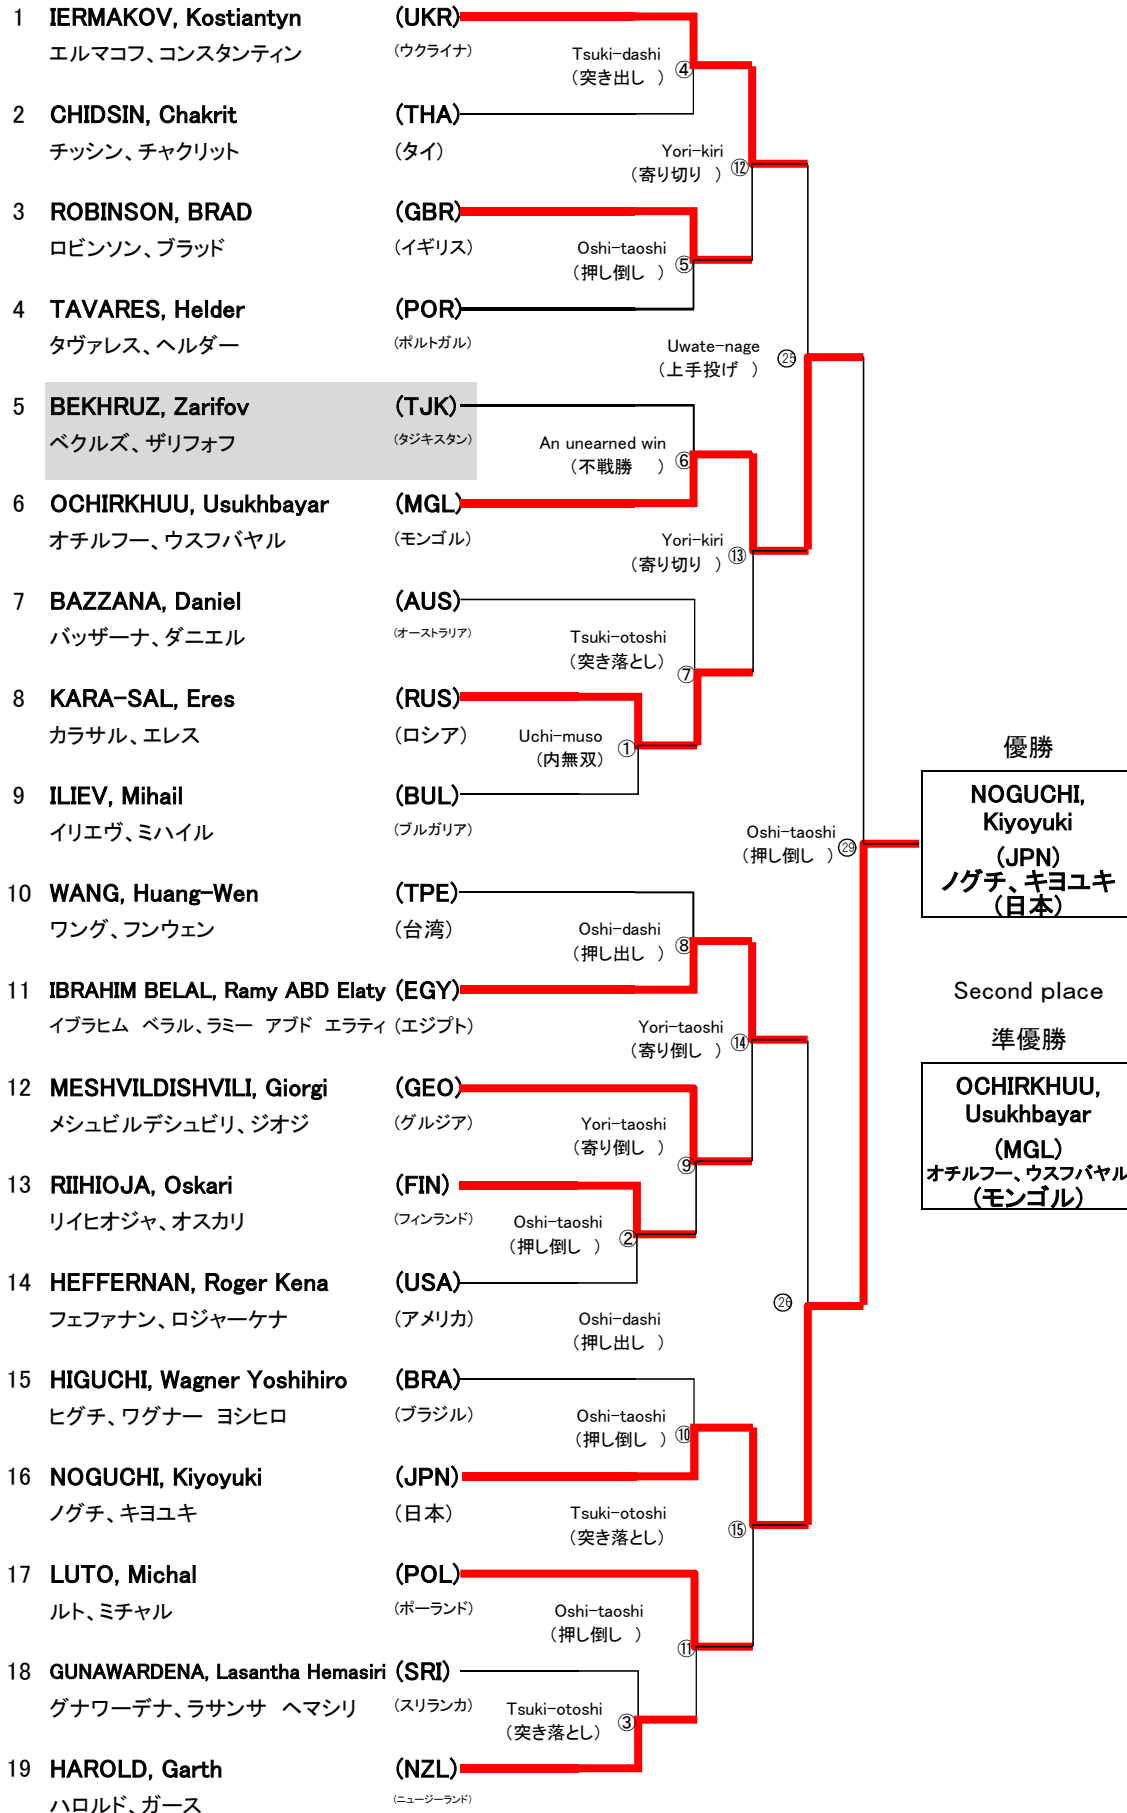 1 IERMAKOV, Kostiantyn (UKR)
エルマコフ、コンスタンティン (ウクライナ)
Tsuki-dashi
(突き出し ) ④
2 CHIDSIN, Chakrit (THA)
チッシン、チャクリット (タイ)
Yori-kiri
(寄り切り ) ⑫
3 ROBINSON, BRAD (GBR)
ロビンソン、ブラッド (イギリス)
Oshi-taoshi
(押し倒し ) ⑤
4 TAVARES, Helder (POR)
タヴァレス、ヘルダー (ポルトガル)
Uwate-nage
(上手投げ ) ㉕
5 BEKHRUZ, Zarifov (TJK)
ベクルズ、ザリフォフ (タジキスタン)
An unearned win
(不戦勝 ) ⑥
6 OCHIRKHUU, Usukhbayar (MGL)
オチルフー、ウスフバヤル (モンゴル)
Yori-kiri
(寄り切り ) ⑬
7 BAZZANA, Daniel (AUS)
バッザーナ、ダニエル (オーストラリア)
Tsuki-otoshi
(突き落とし) ⑦
8 KARA-SAL, Eres (RUS)
カラサル、エレス (ロシア)
Uchi-muso
(内無双) ①
9 ILIEV, Mihail (BUL)
イリエヴ、ミハイル (ブルガリア)
Oshi-taoshi
(押し倒し ) ㉙
優勝
NOGUCHI,
Kiyoyuki
(JPN)
ノグチ、キヨユキ
(日本)
10 WANG, Huang-Wen (TPE)
ワング、フンウェン (台湾)
Oshi-dashi
(押し出し ) ⑧
11 IBRAHIM BELAL, Ramy ABD Elaty (EGY)
イブラヒム ベラル、ラミー アブド エラティ (エジプト)
Yori-taoshi
(寄り倒し ) ⑭
Second place
準優勝
OCHIRKHUU,
Usukhbayar
(MGL)
オチルフー、ウスフバヤル
(モンゴル)
12 MESHVILDISHVILI, Giorgi (GEO)
メシュビルデシュビリ、ジオジ (グルジア)
Yori-taoshi
(寄り倒し ) ⑨
13 RIIHIOJA, Oskari (FIN)
リイヒオジャ、オスカリ (フィンランド)
Oshi-taoshi
(押し倒し ) ②
14 HEFFERNAN, Roger Kena (USA)
フェファナン、ロジャーケナ (アメリカ)
Oshi-dashi
(押し出し ) ㉖
15 HIGUCHI, Wagner Yoshihiro (BRA)
ヒグチ、ワグナー ヨシヒロ (ブラジル)
Oshi-taoshi
(押し倒し ) ⑩
16 NOGUCHI, Kiyoyuki (JPN)
ノグチ、キヨユキ (日本)
Tsuki-otoshi
(突き落とし) ⑮
17 LUTO, Michal (POL)
ルト、ミチャル (ポーランド)
Oshi-taoshi
(押し倒し ) ⑪
18 GUNAWARDENA, Lasantha Hemasiri (SRI)
グナワーデナ、ラサンサ ヘマシリ (スリランカ)
Tsuki-otoshi
(突き落とし) ③
19 HAROLD, Garth (NZL)
ハロルド、ガース (ニュージーランド)